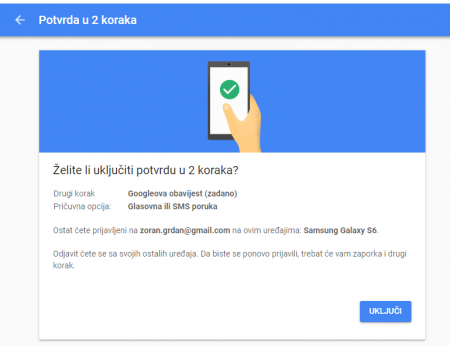 Potvrda u 2 koraka
Želite li uključiti potvrdu u 2 koraka?
Drugi korak Googleova obavijest (zadano)
Pričuvna opcija: Glasovna ili SMS poruka
Ostat ćete prijavljeni na zoran.grdan@gmail.com na ovim uređajima: Samsung Galaxy S6.
Odjavit ćete se sa svojih ostalih uređaja. Da biste se ponovo prijavili, trebat će vam zaporka i drugi
korak.
UKLJUČI